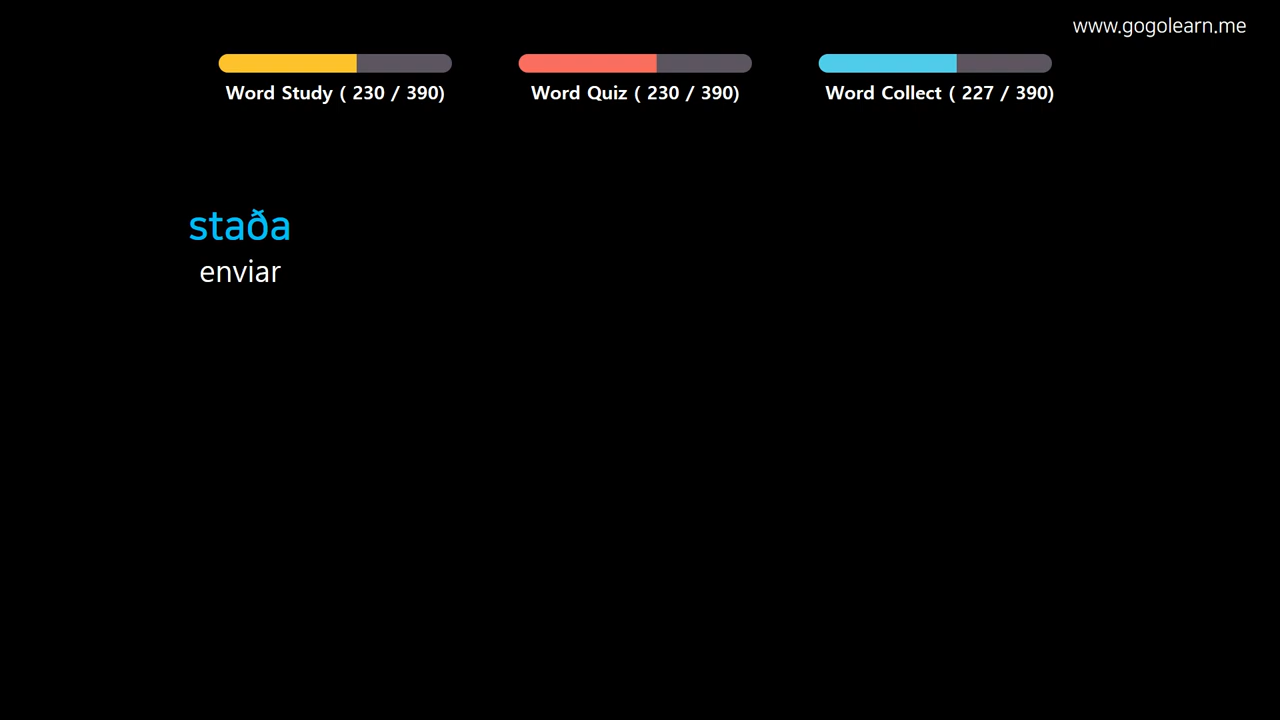 www.gogolearn.me
Word Study ( 230 / 390)
Word Quiz ( 230 / 390)
Word Collect ( 227 / 390)
staða
enviar